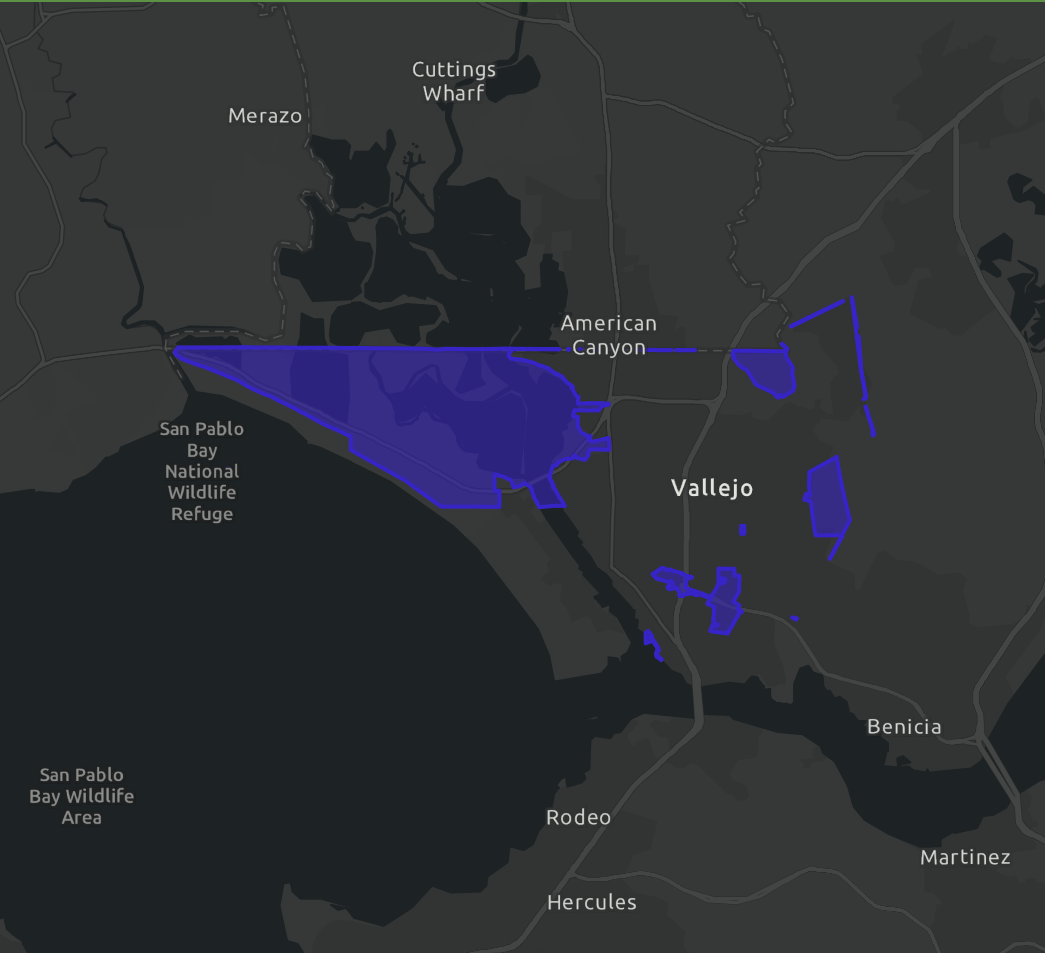 Cuttings
Wharf
Merazo
American
Canyon
San Pablo
Bay
National
Wildlife
Refuge
Vallejo
Benicia
San Pablo
Bay Wildlife
Area
Rodeo
Martinez
Hercules